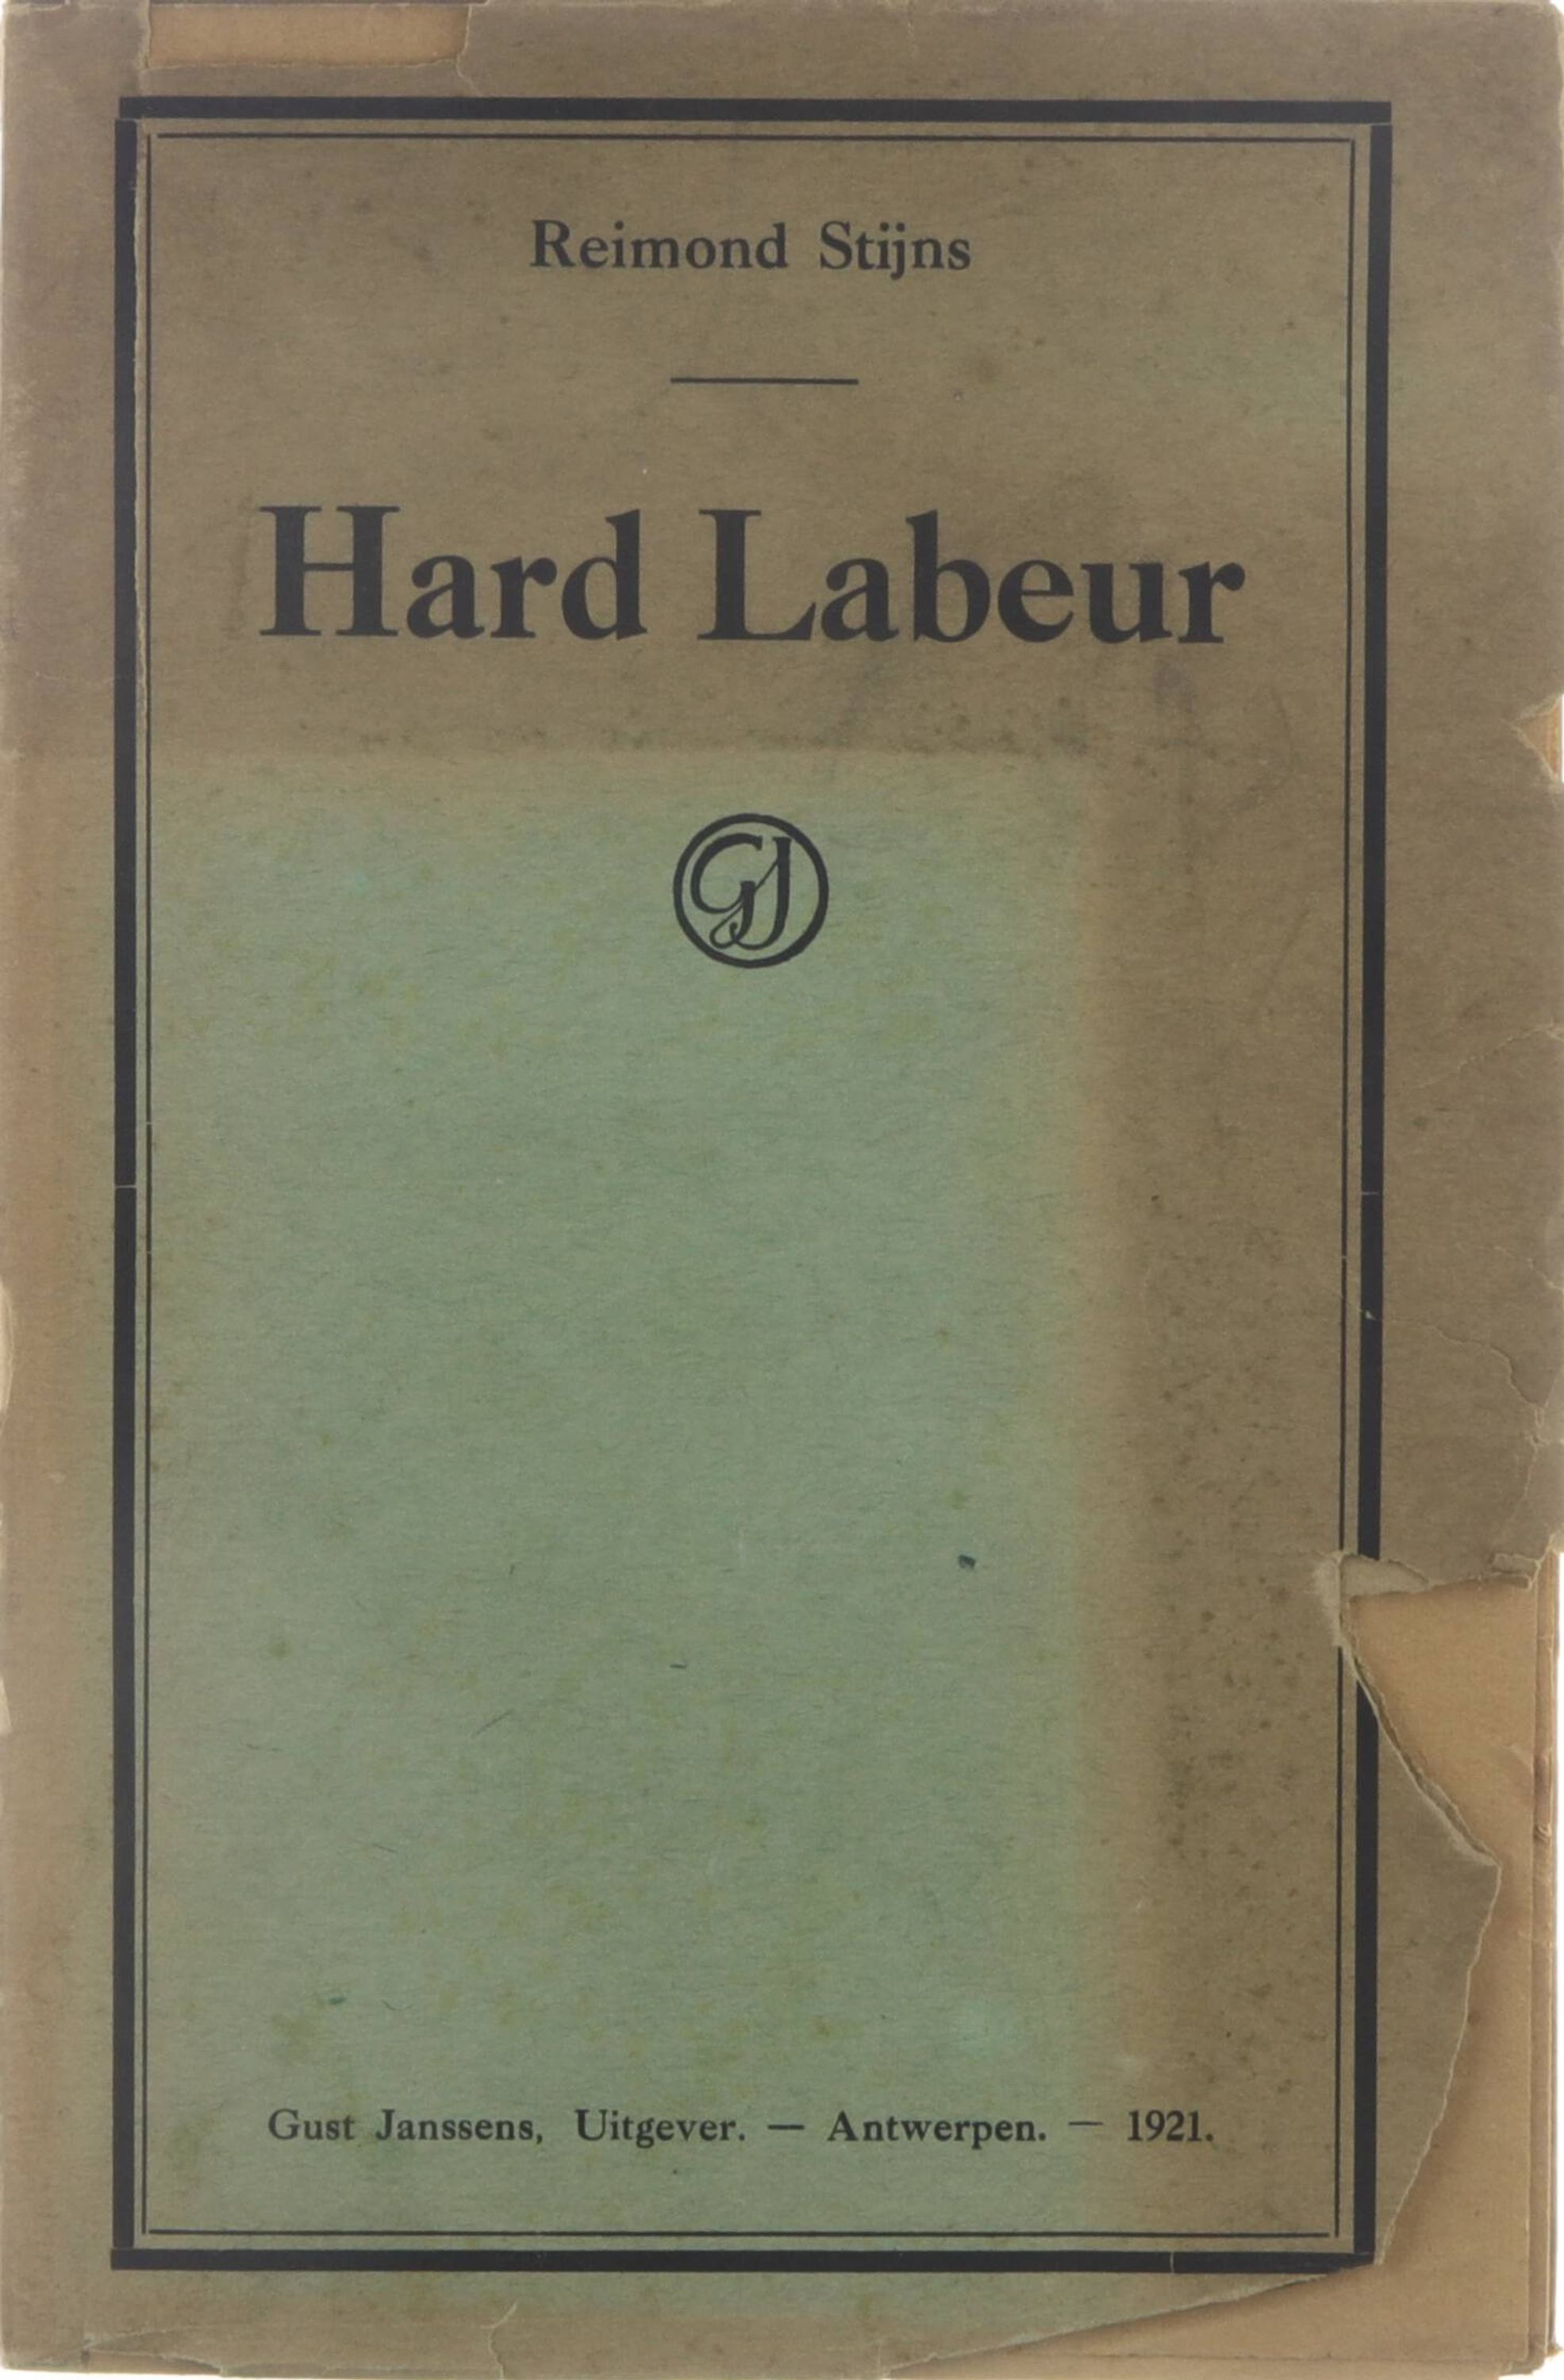 Reimond Stijns
Hard Labeur
GJ
Gust Janssens, Uitgever. — Antwerpen. — 1921.